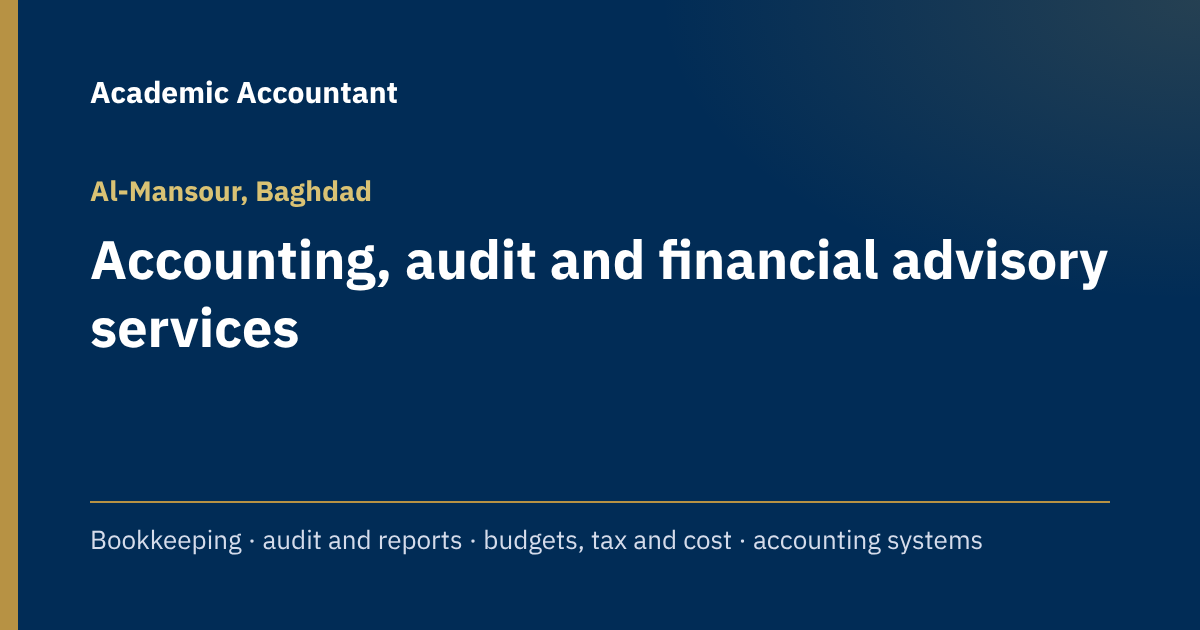 Academic Accountant
Al-Mansour, Baghdad
Accounting, audit and financial advisory
services
Bookkeeping · audit and reports · budgets, tax and cost · accounting systems